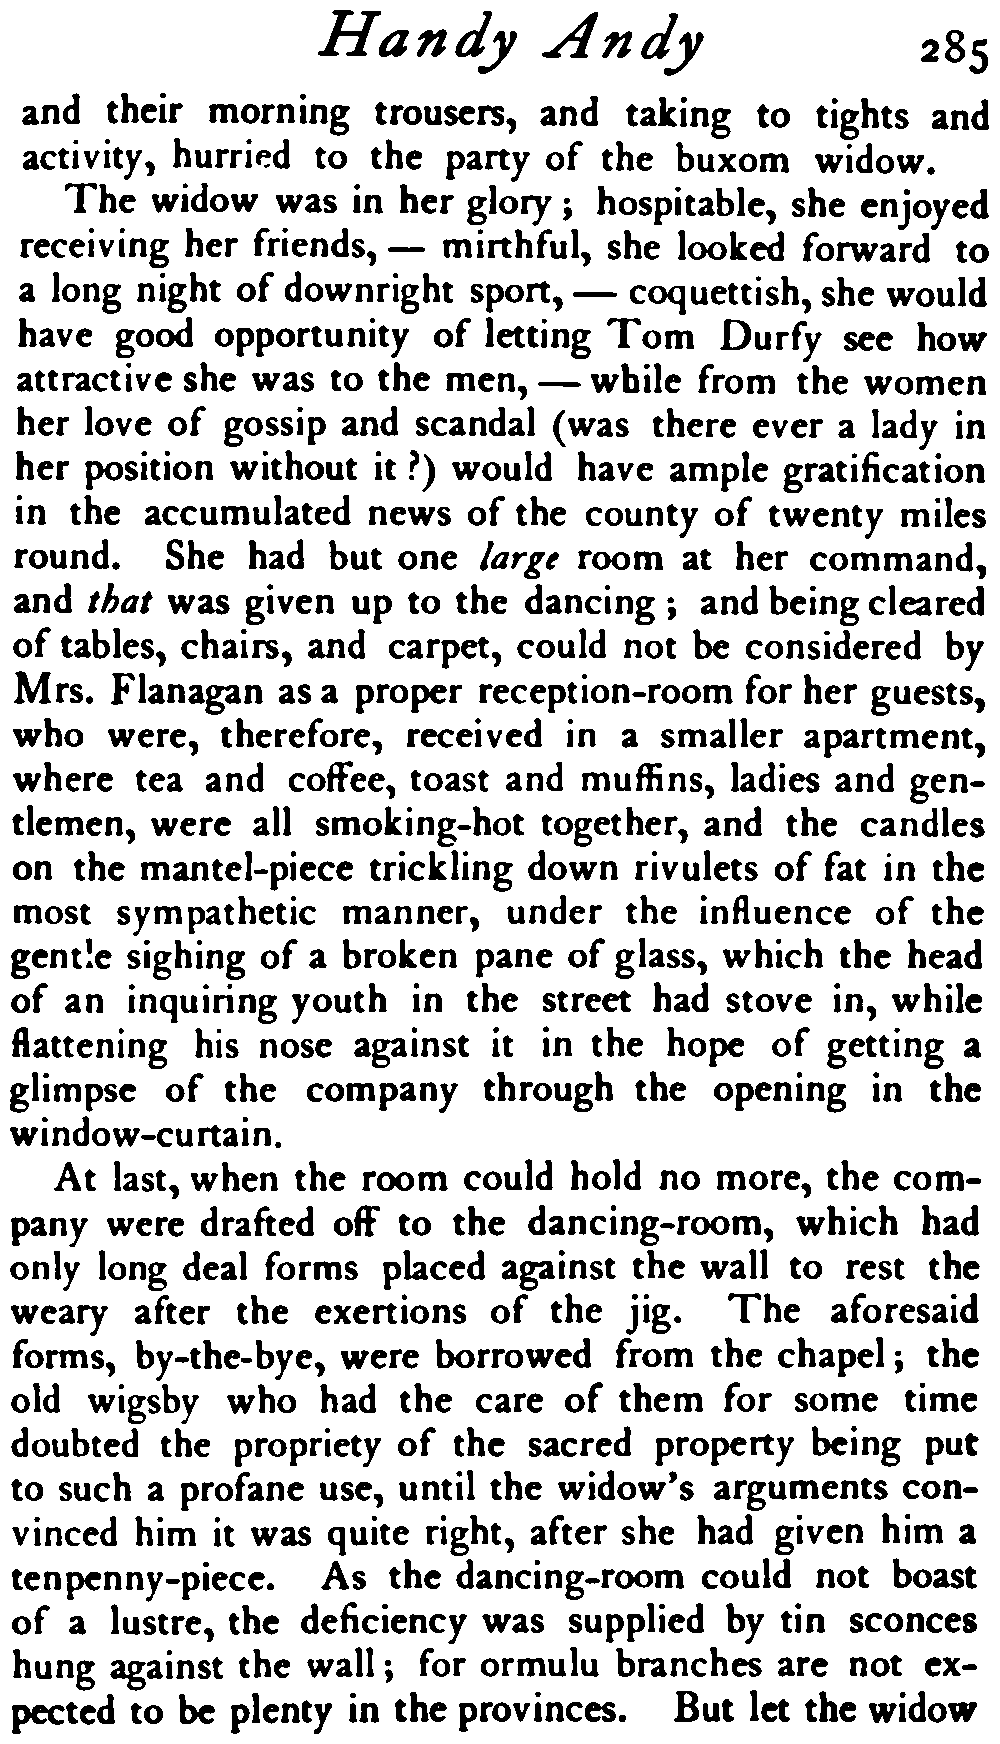 Handy Andy 285
and their morning trousers, and taking to tights and
activity, hurried to the party of the buxom widow.
The widow was in her glory ; hospitable, she enjoyed
receiving her friends, — mirthful, she looked forward to
a long night of downright sport, — coquettish, she would
have good opportunity of letting Tom Durfy see how
attractive she was to the men, — while from the women
her love of gossip and scandal (was there ever a lady in
her position without it ?) would have ample gratification
in the accumulated news of the county of twenty miles
round. She had but one large room at her command,
and that was given up to the dancing ; and being cleared
of tables, chairs, and carpet, could not be considered by
Mrs. Flanagan as a proper reception-room for her guests,
who were, therefore, received in a smaller apartment,
where tea and coffee, toast and muffins, ladies and gen-
tlemen, were all smoking-hot together, and the candles
on the mantel-piece trickling down rivulets of fat in the
most sympathetic manner, under the influence of the
gentle sighing of a broken pane of glass, which the head
of an inquiring youth in the street had stove in, while
flattening his nose against it in the hope of getting a
glimpse of the company through the opening in the
window-curtain.
At last, when the room could hold no more, the com-
pany were drafted off to the dancing-room, which had
only long deal forms placed against the wall to rest the
weary after the exertions of the jig. The aforesaid
forms, by-the-bye, were borrowed from the chapel ; the
old wigsby who had the care of them for some time
doubted the propriety of the sacred property being put
to such a profane use, until the widow's arguments con-
vinced him it was quite right, after she had given him a
tenpenny-piece. As the dancing-room could not boast
of a lustre, the deficiency was supplied by tin sconces
hung against the wall ; for ormulu branches are not ex-
pected to be plenty in the provinces. But let the widow